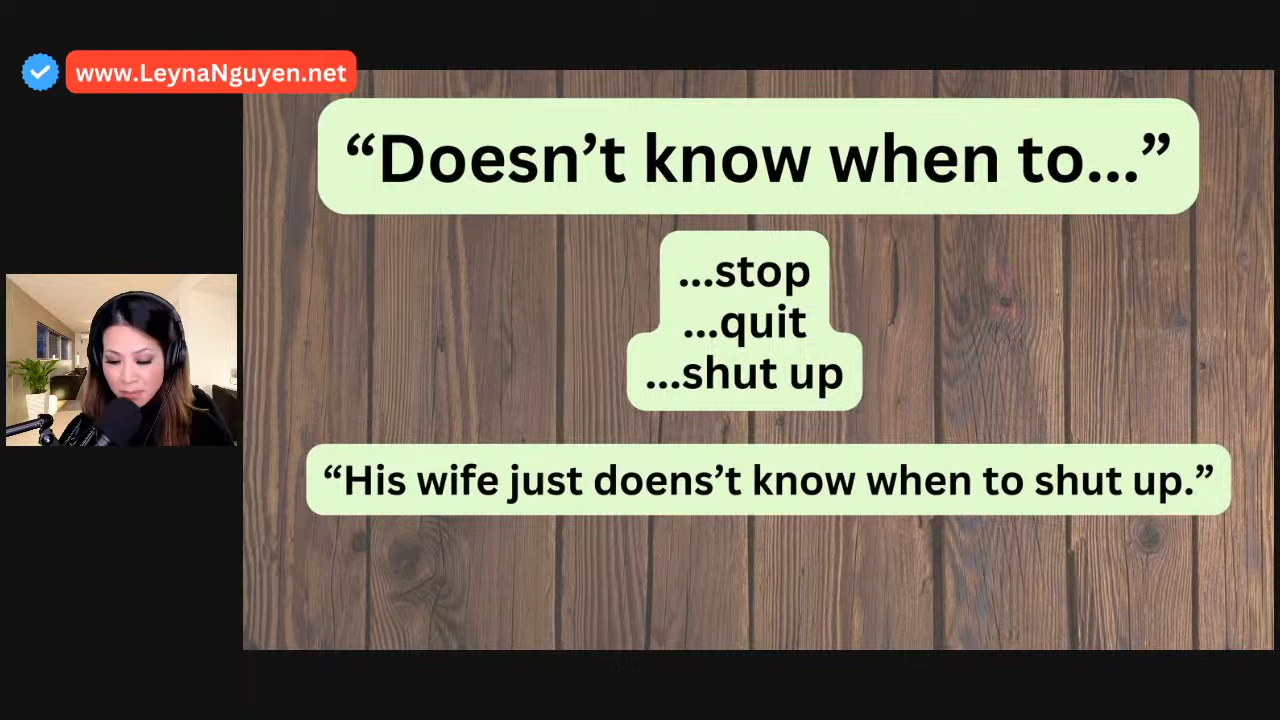 www.LeynaNguyen.net
“Doesn’t know when to...”
...stop
...quit
...shut up
“His wife just doens’t know when to shut up.”